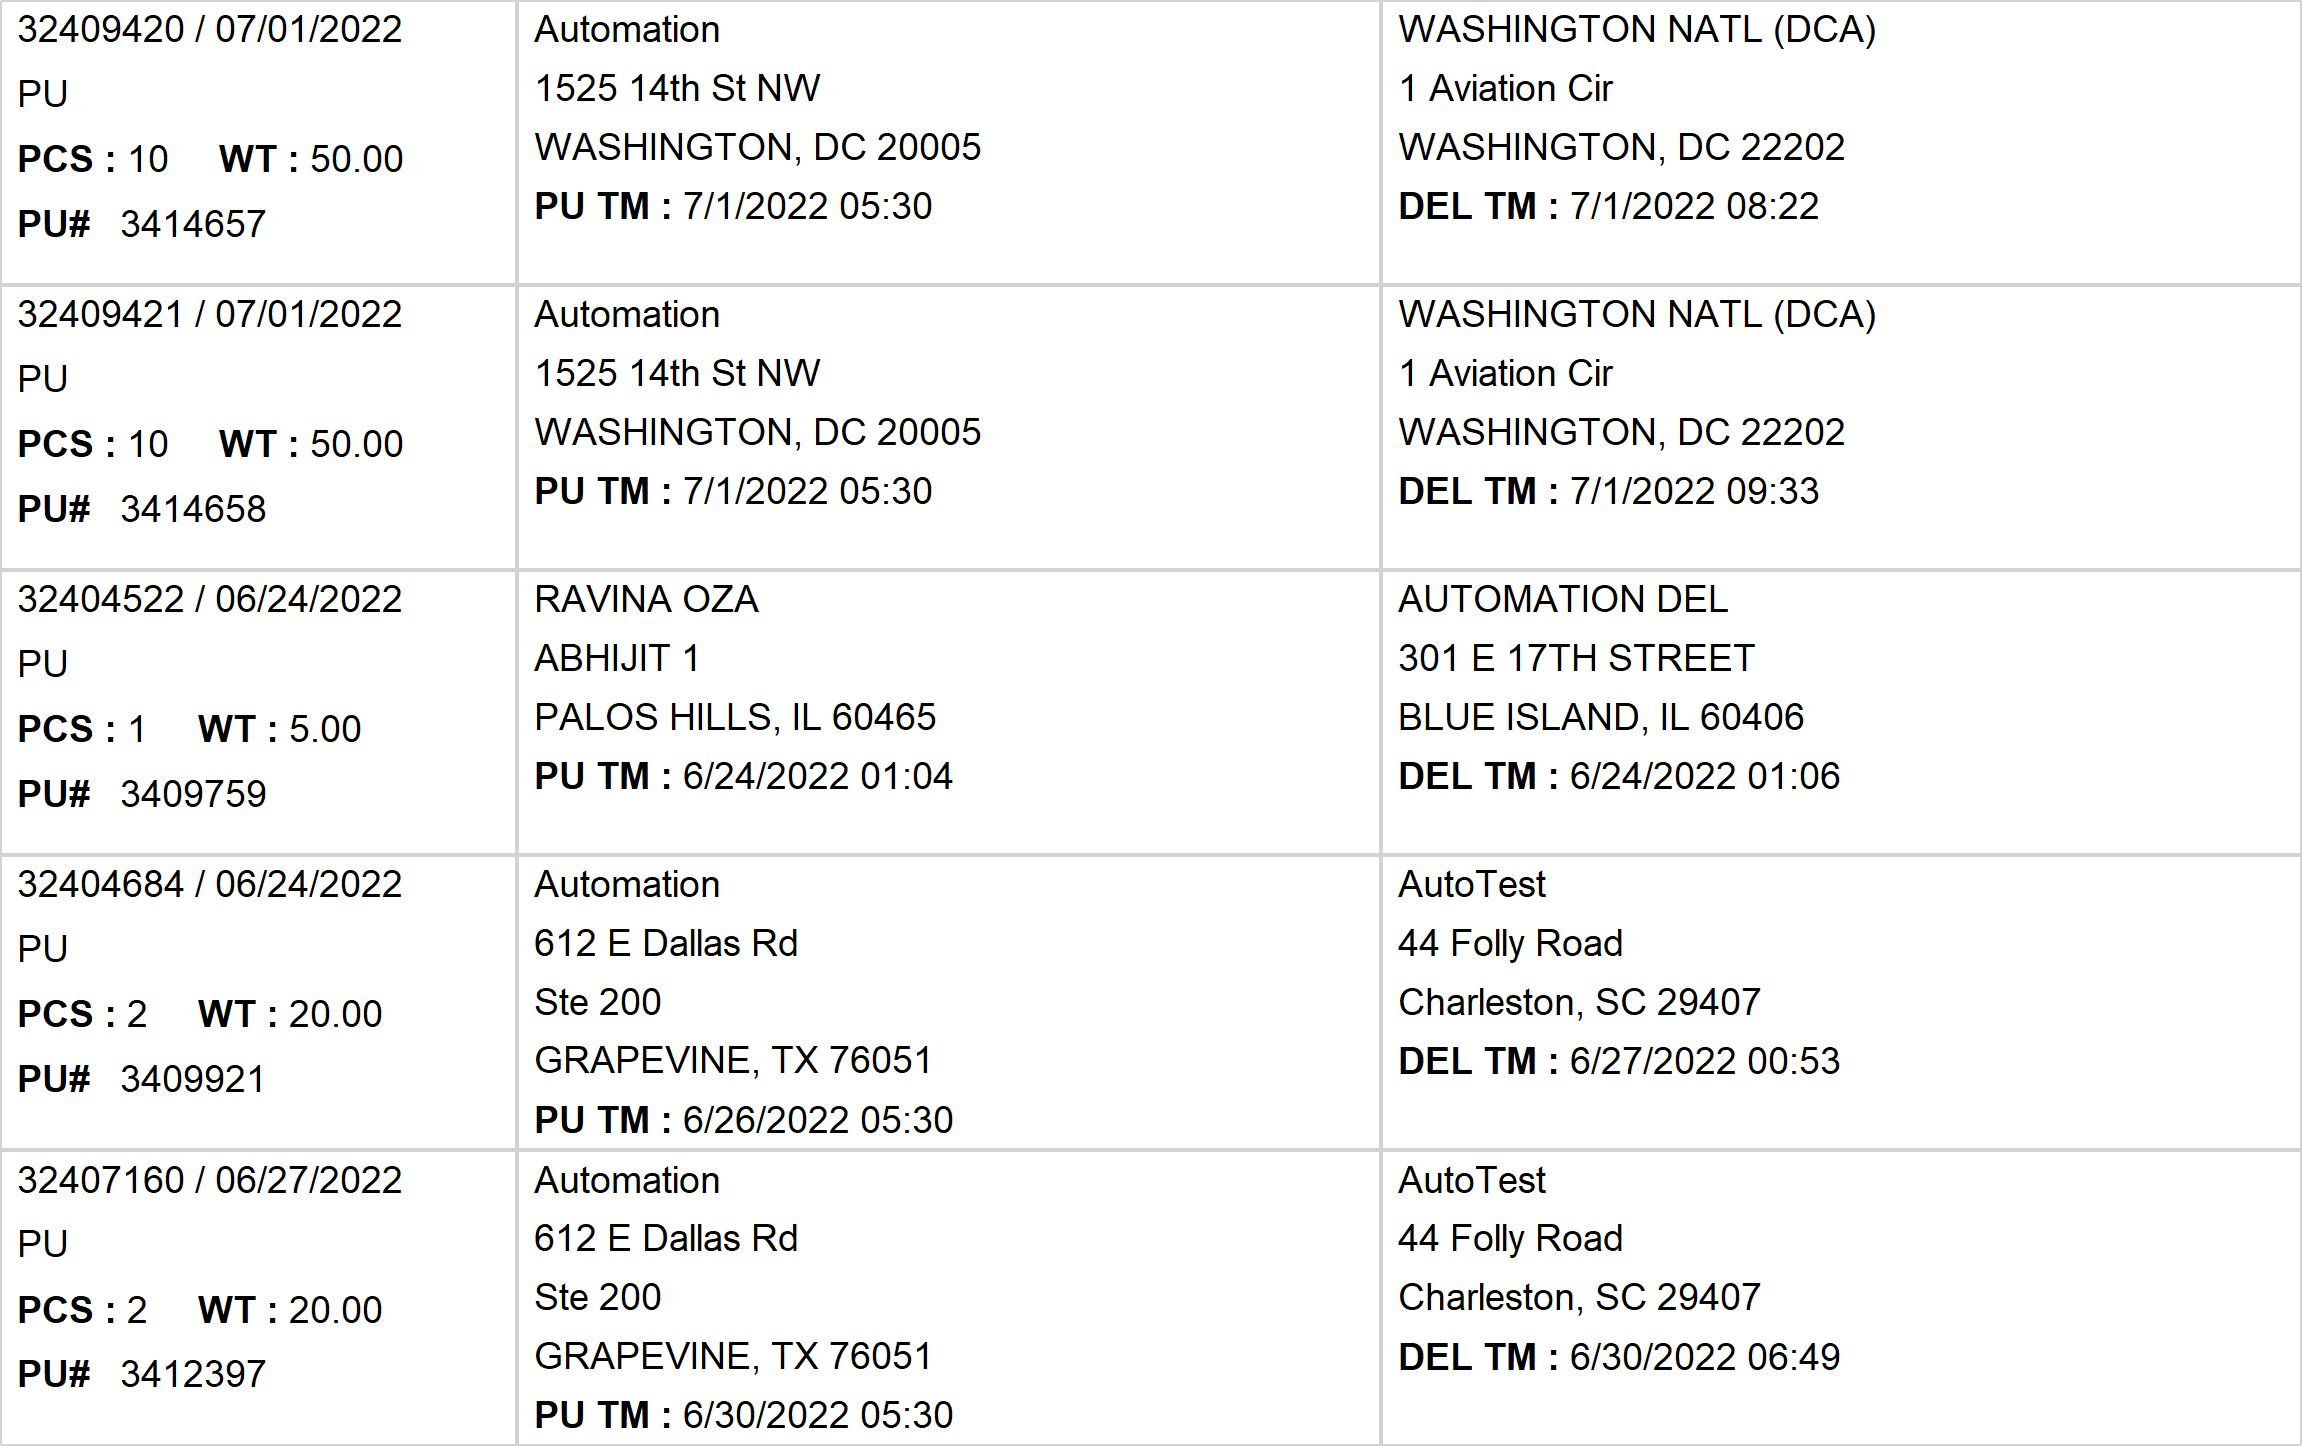 32409420 / 07/01/2022
PU
PCS : 10 WT : 50.00
PU# 3414657
Automation
1525 14th St NW
WASHINGTON, DC 20005
PU TM : 7/1/2022 05:30
WASHINGTON NATL (DCA)
1 Aviation Cir
WASHINGTON, DC 22202
DEL TM : 7/1/2022 08:22
32409421 / 07/01/2022
PU
PCS : 10 WT : 50.00
PU# 3414658
Automation
1525 14th St NW
WASHINGTON, DC 20005
PU TM : 7/1/2022 05:30
WASHINGTON NATL (DCA)
1 Aviation Cir
WASHINGTON, DC 22202
DEL TM : 7/1/2022 09:33
32404522 / 06/24/2022
PU
PCS : 1 WT : 5.00
PU# 3409759
RAVINA OZA
ABHIJIT 1
PALOS HILLS, IL 60465
PU TM : 6/24/2022 01:04
AUTOMATION DEL
301 E 17TH STREET
BLUE ISLAND, IL 60406
DEL TM : 6/24/2022 01:06
32404684 / 06/24/2022
PU
PCS : 2 WT : 20.00
PU# 3409921
Automation
612 E Dallas Rd
Ste 200
GRAPEVINE, TX 76051
PU TM : 6/26/2022 05:30
AutoTest
44 Folly Road
Charleston, SC 29407
DEL TM : 6/27/2022 00:53
32407160 / 06/27/2022
PU
PCS : 2 WT : 20.00
PU# 3412397
Automation
612 E Dallas Rd
Ste 200
GRAPEVINE, TX 76051
PU TM : 6/30/2022 05:30
AutoTest
44 Folly Road
Charleston, SC 29407
DEL TM : 6/30/2022 06:49